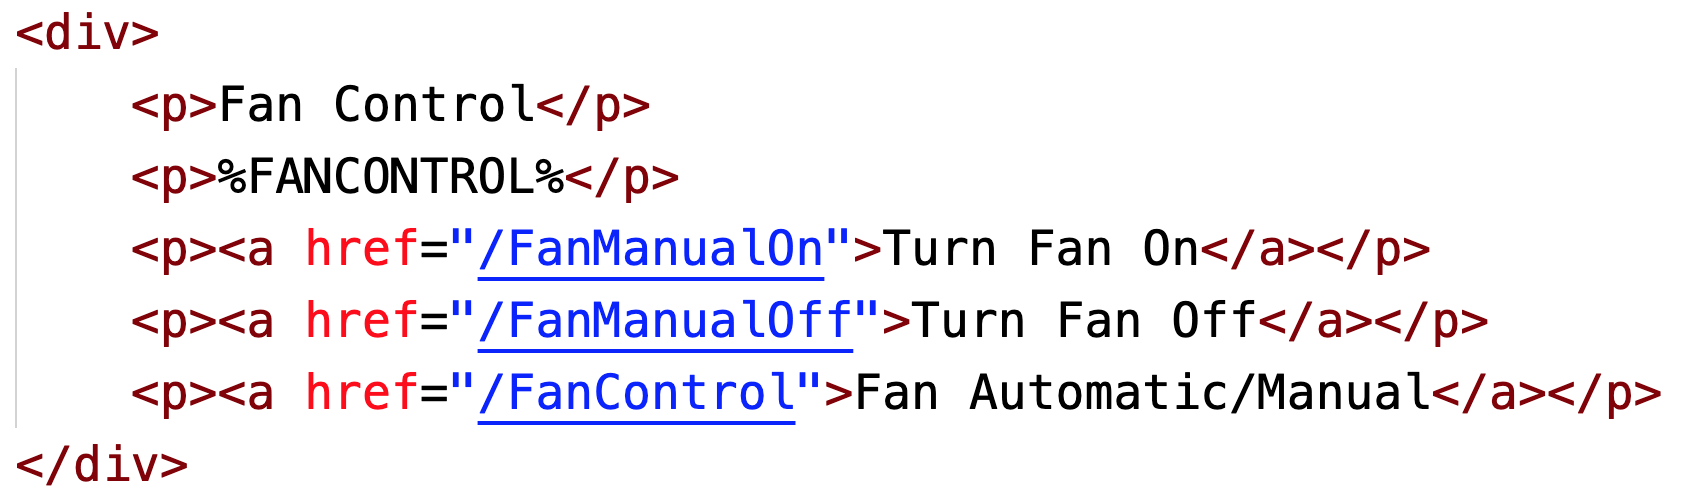 <div>
    <p>Fan Control</p>
    <p>%FANCONTROL%</p>
    <p><a href="/FanManualOn">Turn Fan On</a></p>
    <p><a href="/FanManualOff">Turn Fan Off</a></p>
    <p><a href="/FanControl">Fan Automatic/Manual</a></p>
</div>